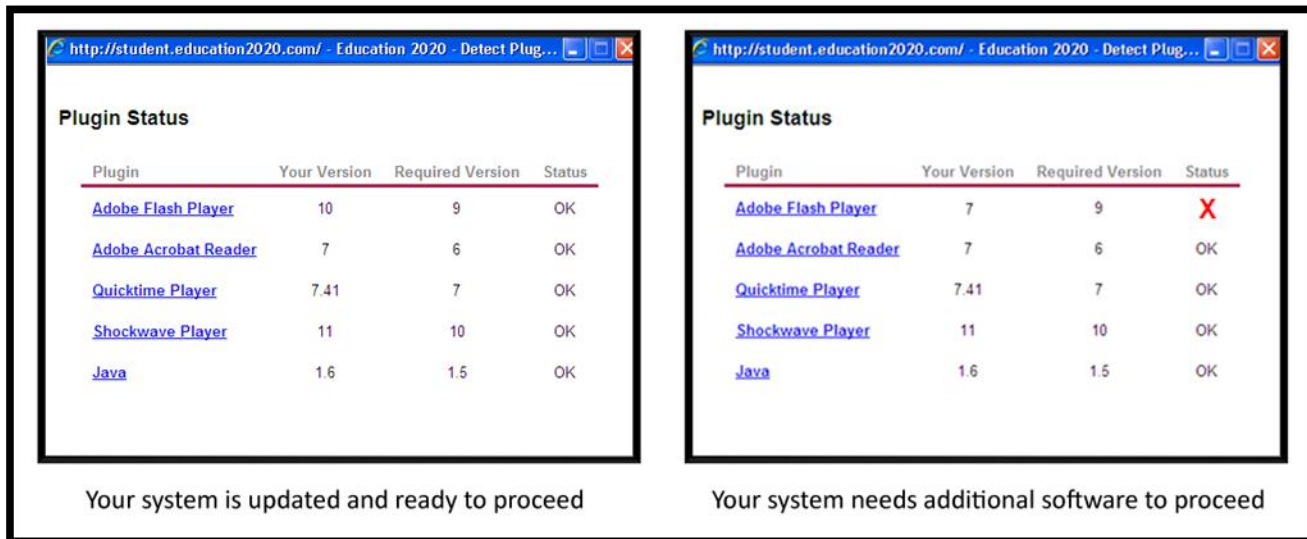 http://student.education2020.com/ - Education 2020 - Detect Plug...
Plugin Status
Plugin Your Version Required Version Status
Adobe Flash Player 10 9 OK
Adobe Acrobat Reader 7 6 OK
Quicktime Player 7.41 7 OK
Shockwave Player 11 10 OK
Java 1.6 1.5 OK
Your system is updated and ready to proceed
http://student.education2020.com/ - Education 2020 - Detect Plug...
Plugin Status
Plugin Your Version Required Version Status
Adobe Flash Player 7 9 X
Adobe Acrobat Reader 7 6 OK
Quicktime Player 7.41 7 OK
Shockwave Player 11 10 OK
Java 1.6 1.5 OK
Your system needs additional software to proceed